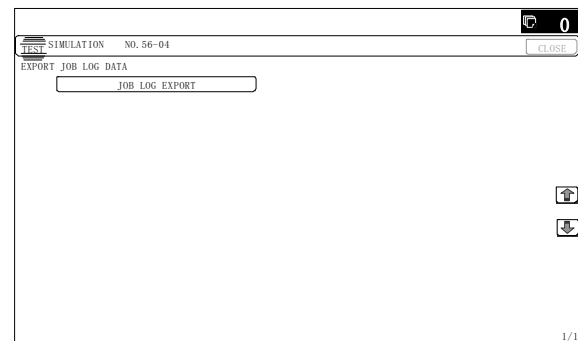 0
TEST SIMULATION NO. 56-04
CLOSE
EXPORT JOB LOG DATA
JOB LOG EXPORT
1/1